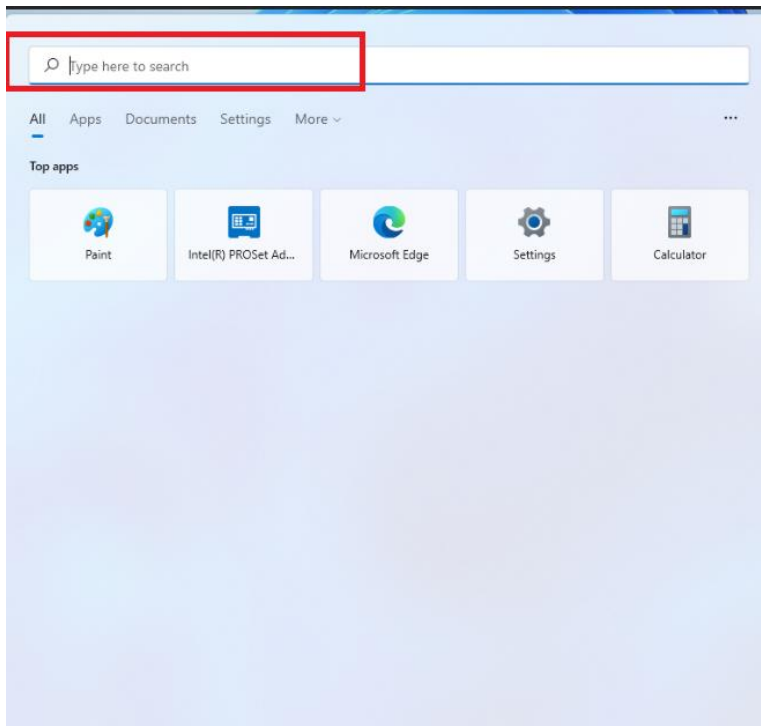 Type here to search
All Apps Documents Settings More
...
Top apps
Paint Intel(R) PROSet Ad... Microsoft Edge Settings Calculator